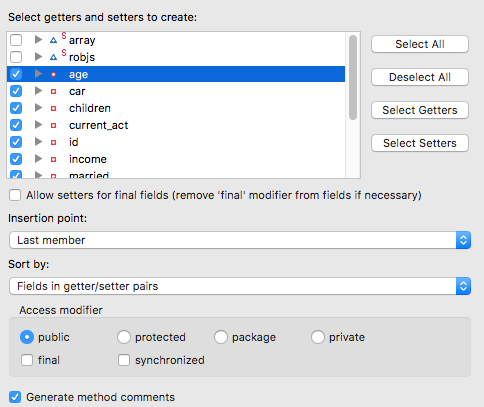 Select getters and setters to create:
S array
S robjs
age
car
children
current_act
id
income
married
Select All
Deselect All
Select Getters
Select Setters
Allow setters for final fields (remove 'final' modifier from fields if necessary)
Insertion point:
Last member
Sort by:
Fields in getter/setter pairs
Access modifier
public protected package private
final synchronized
Generate method comments